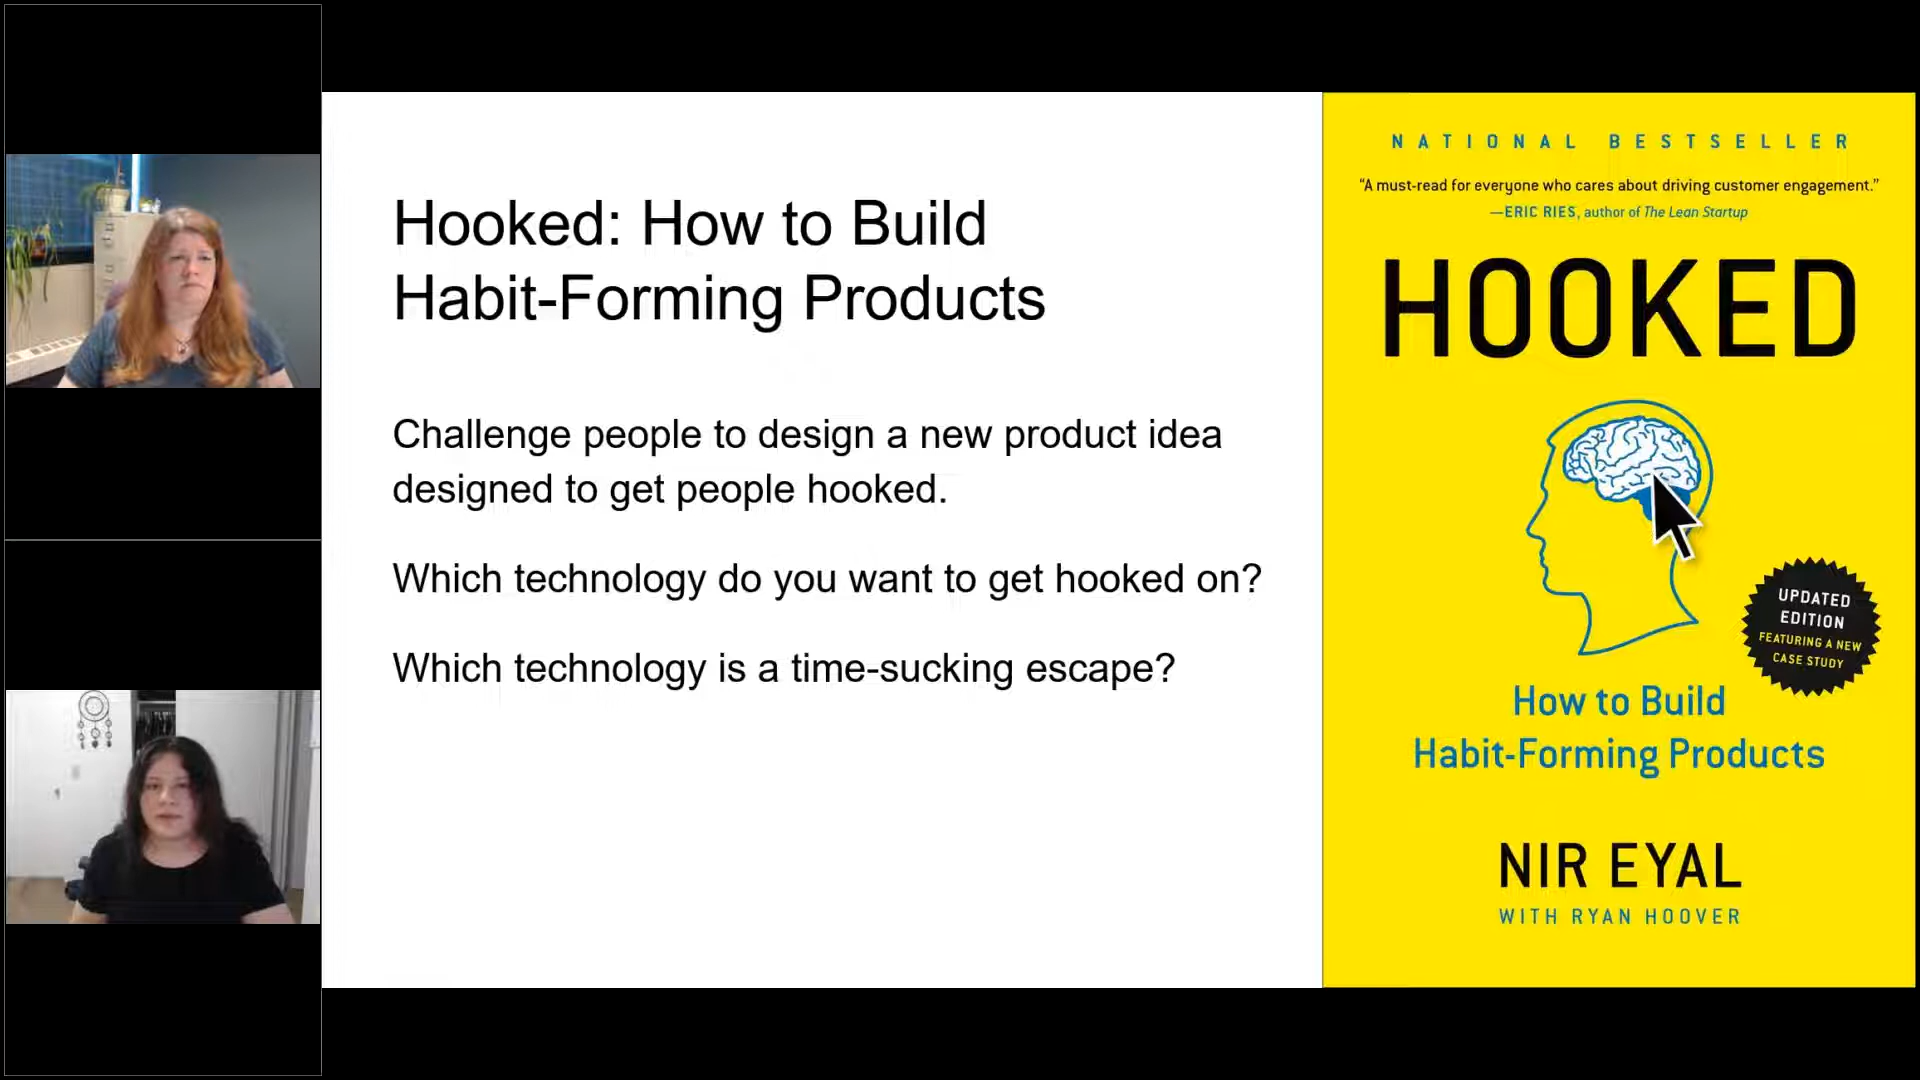 Hooked: How to Build
Habit-Forming Products
Challenge people to design a new product idea
designed to get people hooked.
Which technology do you want to get hooked on?
Which technology is a time-sucking escape?
NATIONAL BESTSELLER
“A must-read for everyone who cares about driving customer engagement.”
—ERIC RIES, author of The Lean Startup
HOOKED
UPDATED
EDITION
FEATURING A NEW
CASE STUDY
How to Build
Habit-Forming Products
NIR EYAL
WITH RYAN HOOVER